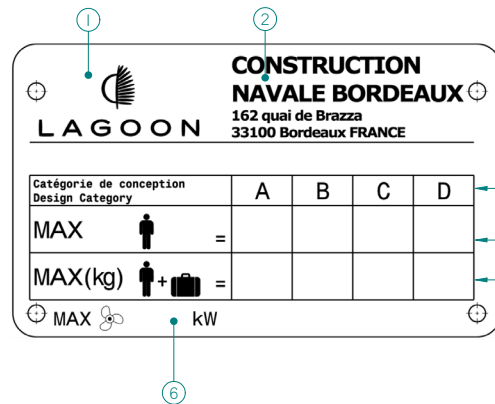 1
2
CONSTRUCTION
NAVALE BORDEAUX
162 quai de Brazza
33100 Bordeaux FRANCE
LAGOON
Catégorie de conception
Design Category
A B C D
MAX =
MAX(kg) + =
MAX kW
6